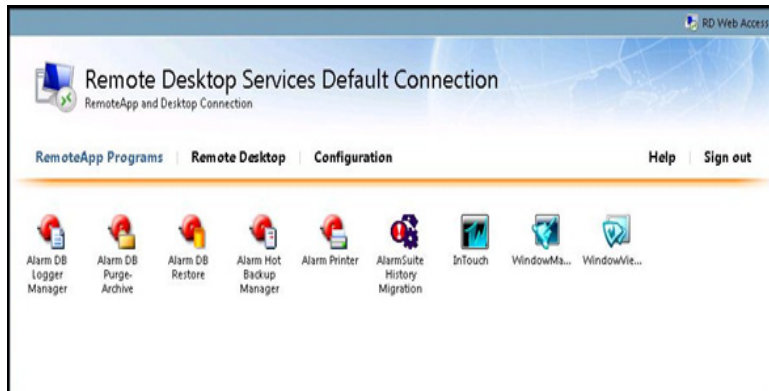 RD Web Access
Remote Desktop Services Default Connection
RemoteApp and Desktop Connection
RemoteApp Programs Remote Desktop Configuration Help Sign out
Alarm DB Logger Manager
Alarm DB Purge-Archive
Alarm DB Restore
Alarm Hot Backup Manager
Alarm Printer
AlarmSuite History Migration
InTouch
WindowMa...
WindowVie...